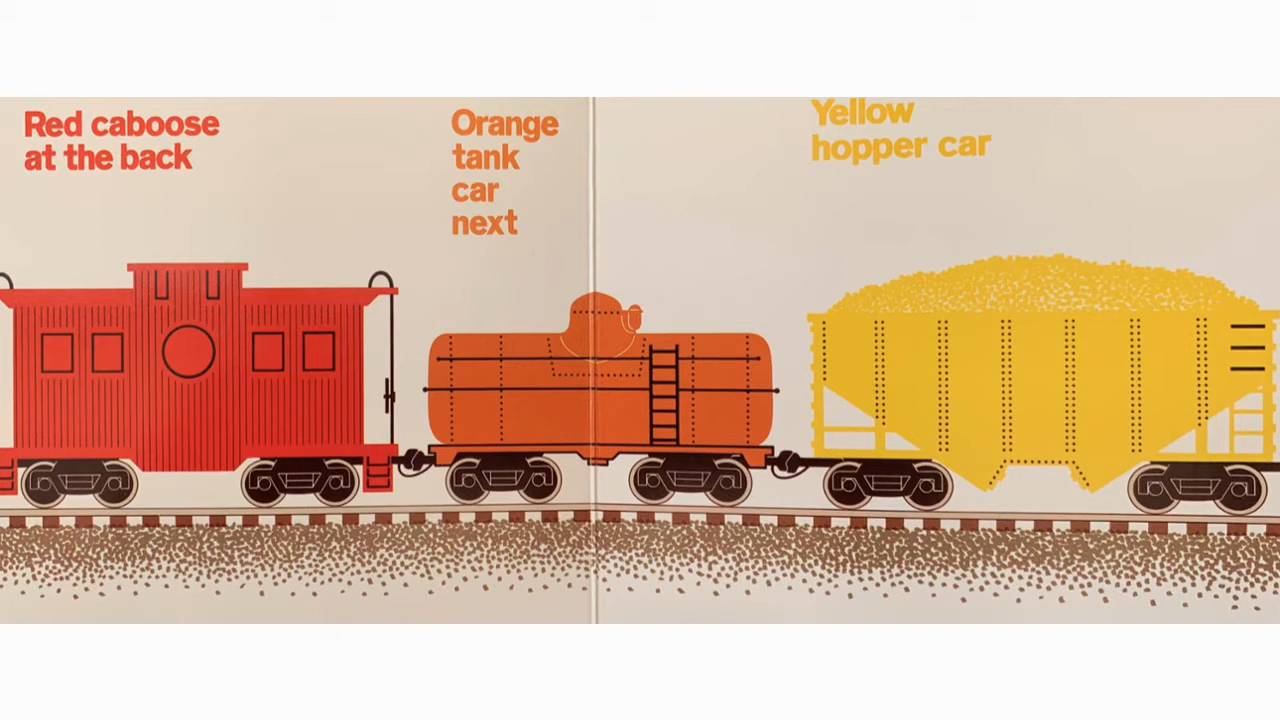 Red caboose
at the back
Orange
tank
car
next
Yellow
hopper car